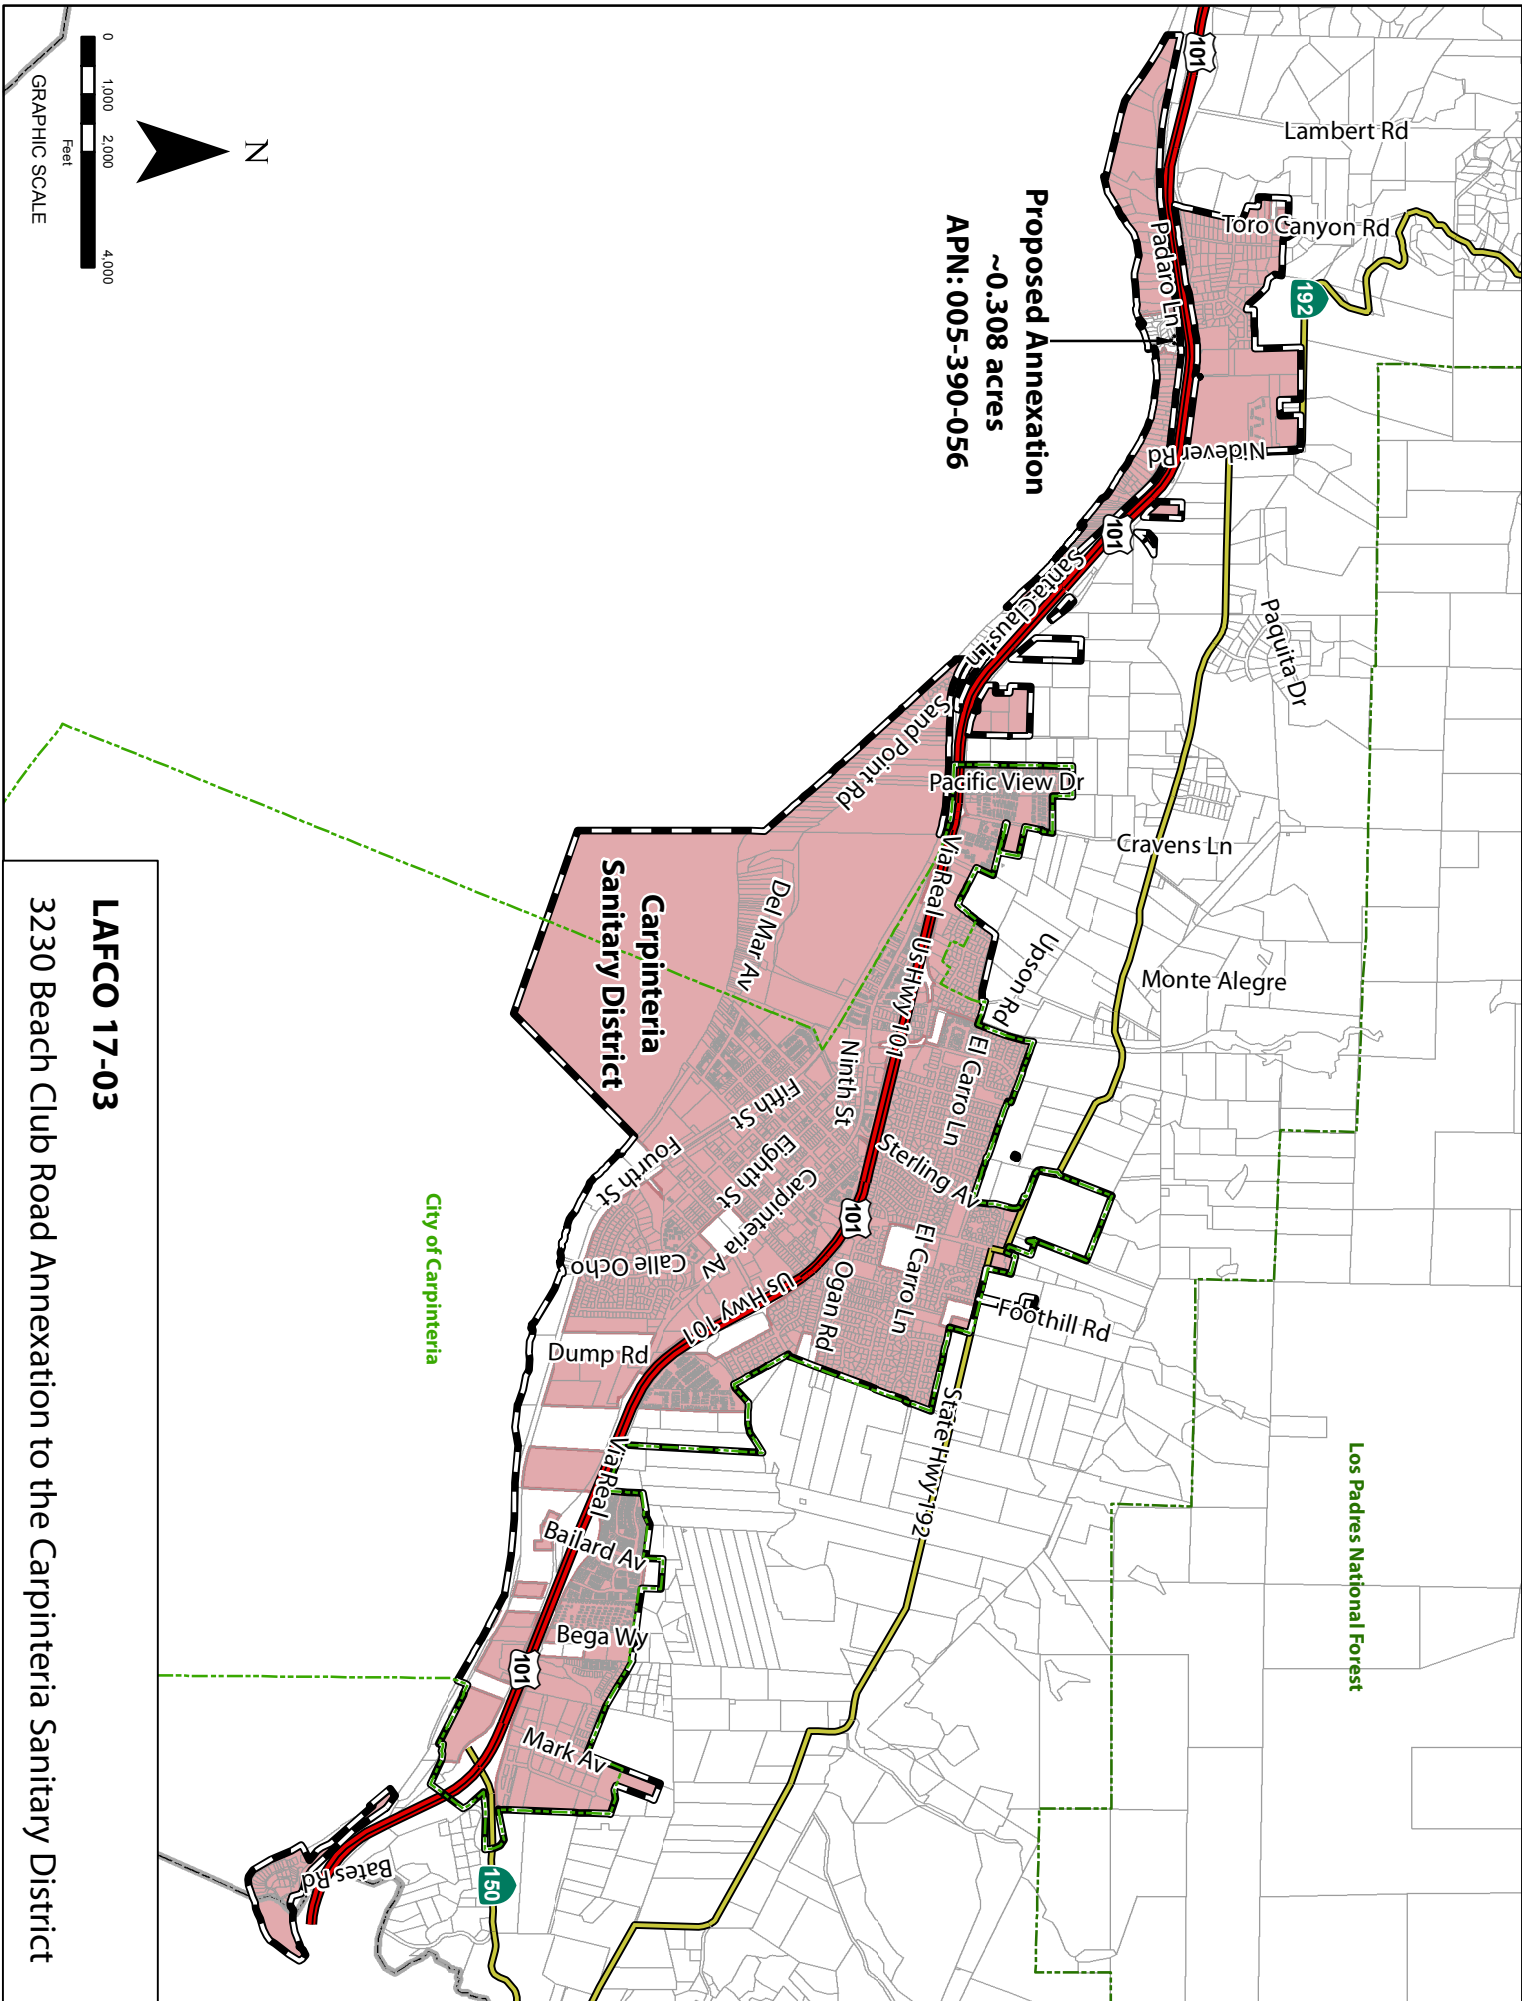 101
Lambert Rd
Toro Canyon Rd
192
Padaro Ln
Proposed Annexation
~0.308 acres
APN: 005-390-056
Nidever Rd
101
Santa Claus Ln
Paquita Dr
Sand Point Rd
Pacific View Dr
Cravens Ln
Via Real
Us Hwy 101
Upson Rd
Monte Alegre
Del Mar Av
Carpinteria
Sanitary District
El Carro Ln
Ninth St
Fifth St
Sterling Av
Fourth St
Eighth St
Carpinteria Av
101
El Carro Ln
Calle Ocho
Us Hwy 101
Ogan Rd
Foothill Rd
Dump Rd
State Hwy 192
City of Carpinteria
Los Padres National Forest
Via Real
Bailard Av
Bega Wy
101
Mark Av
150
Bates Rd
N
0 1,000 2,000 4,000
Feet
GRAPHIC SCALE
LAFCO 17-03
3230 Beach Club Road Annexation to the Carpinteria Sanitary District